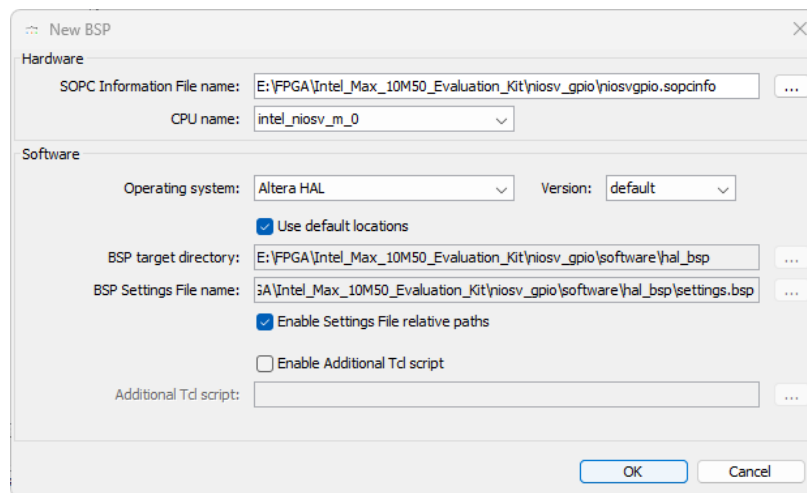 New BSP
Hardware
SOPC Information File name: E:\FPGA\Intel_Max_10M50_Evaluation_Kit\niosv_gpio\niosvgpio.sopcinfo ...
CPU name: intel_niosv_m_0
Software
Operating system: Altera HAL Version: default
Use default locations
BSP target directory: E:\FPGA\Intel_Max_10M50_Evaluation_Kit\niosv_gpio\software\hal_bsp ...
BSP Settings File name: GA\Intel_Max_10M50_Evaluation_Kit\niosv_gpio\software\hal_bsp\settings.bsp ...
Enable Settings File relative paths
Enable Additional Tcl script
Additional Tcl script: ...
OK Cancel